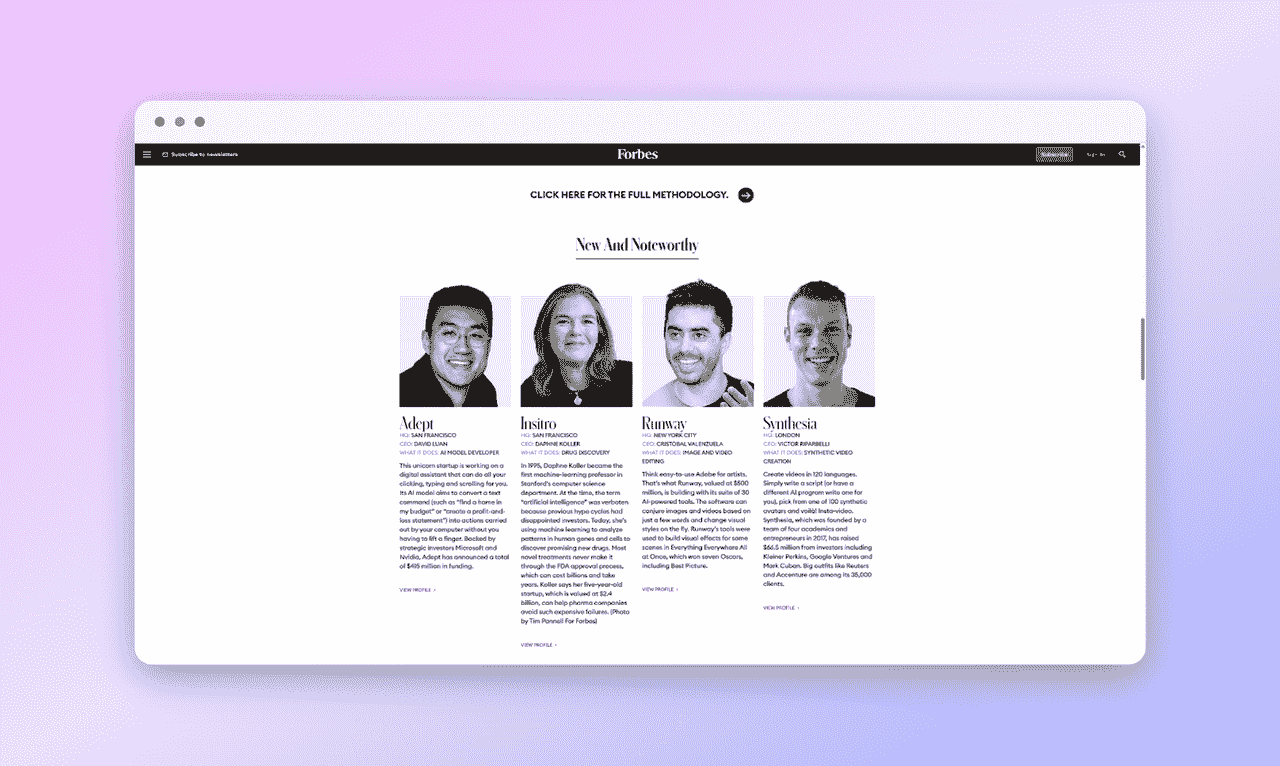 Subscribe to newsletters
Forbes
Subscribe
Sign In
CLICK HERE FOR THE FULL METHODOLOGY.
New And Noteworthy
Adept
HQ: SAN FRANCISCO
CEO: DAVID LUAN
WHAT IT DOES: AI MODEL DEVELOPER
This unicorn startup is working on a
digital assistant that can do all your
clicking, typing and scrolling for you.
Its AI model aims to convert a text
command (such as "find a home in
my budget" or "create a profit-and-
loss statement") into actions carried
out by your computer without you
having to lift a finger. Backed by
strategic investors Microsoft and
Nvidia, Adept has announced a total
of $415 million in funding.
VIEW PROFILE >
Insitro
HQ: SAN FRANCISCO
CEO: DAPHNE KOLLER
WHAT IT DOES: DRUG DISCOVERY
In 1995, Daphne Koller became the
first machine-learning professor in
Stanford's computer science
department. At the time, the term
"artificial intelligence" was verboten
because previous hype cycles had
disappointed investors. Today, she's
using machine learning to analyze
patterns in human genes and cells to
discover promising new drugs. Most
novel treatments never make it
through the FDA approval process,
which can cost billions and take
years. Koller says her five-year-old
startup, which is valued at $2.4
billion, can help pharma companies
avoid such expensive failures. (Photo
by Tim Pannell For Forbes)
VIEW PROFILE >
Runway
HQ: NEW YORK CITY
CEO: CRISTÓBAL VALENZUELA
WHAT IT DOES: IMAGE AND VIDEO
EDITING
Think easy-to-use Adobe for artists.
That's what Runway, valued at $500
million, is building with its suite of 30
AI-powered tools. The software can
conjure images and videos based on
just a few words and change visual
styles on the fly. Runway's tools were
used to build visual effects for some
scenes in Everything Everywhere All
at Once, which won seven Oscars,
including Best Picture.
VIEW PROFILE >
Synthesia
HQ: LONDON
CEO: VICTOR RIPARBELLI
WHAT IT DOES: SYNTHETIC VIDEO
CREATION
Create videos in 120 languages.
Simply write a script (or have a
different AI program write one for
you), pick from one of 100 synthetic
avatars and voilà! Insta-video.
Synthesia, which was founded by a
team of four academics and
entrepreneurs in 2017, has raised
$66.5 million from investors including
Kleiner Perkins, Google Ventures and
Mark Cuban. Big outfits like Reuters
and Accenture are among its 35,000
clients.
VIEW PROFILE >